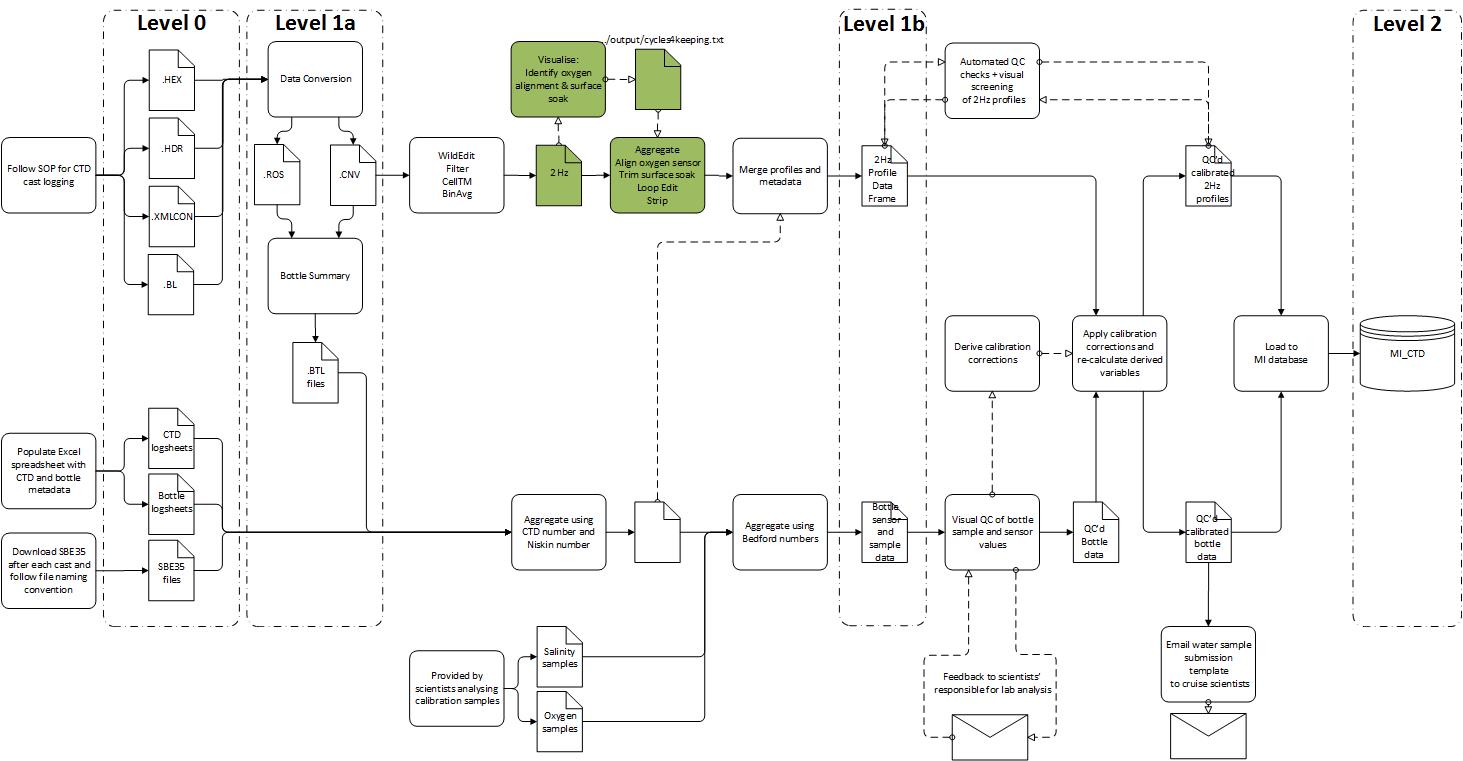 Level 0
Level 1a
Level 1b
Level 2
Follow SOP for CTD
cast logging
.HEX
.HDR
.XMLCON
.BL
Data Conversion
.ROS
.CNV
Bottle Summary
.BTL
files
WildEdit
Filter
CellTM
BinAvg
Visualise:
Identify oxygen
alignment & surface
soak
../output/cycles4keeping.txt
2 Hz
Aggregate
Align oxygen sensor
Trim surface soak
Loop Edit
Strip
Merge profiles and
metadata
2Hz
Profile
Data
Frame
Automated QC
checks + visual
screening
of 2Hz profiles
QC'd
calibrated
2Hz
profiles
Derive calibration
corrections
Apply calibration
corrections and
re-calculate derived
variables
Load to
MI database
MI_CTD
Populate Excel
spreadsheet with
CTD and bottle
metadata
CTD
logsheets
Bottle
logsheets
Download SBE35
after each cast and
follow file naming
convention
SBE35
files
Aggregate using
CTD number and
Niskin number
Aggregate using
Bedford numbers
Bottle
sensor
and
sample
data
Visual QC of bottle
sample and sensor
values
QC'd
Bottle
data
QC'd
calibrated
bottle
data
Provided by
scientists analysing
calibration samples
Salinity
samples
Oxygen
samples
Feedback to scientists'
responsible for lab analysis
Email water sample
submission
template
to cruise scientists